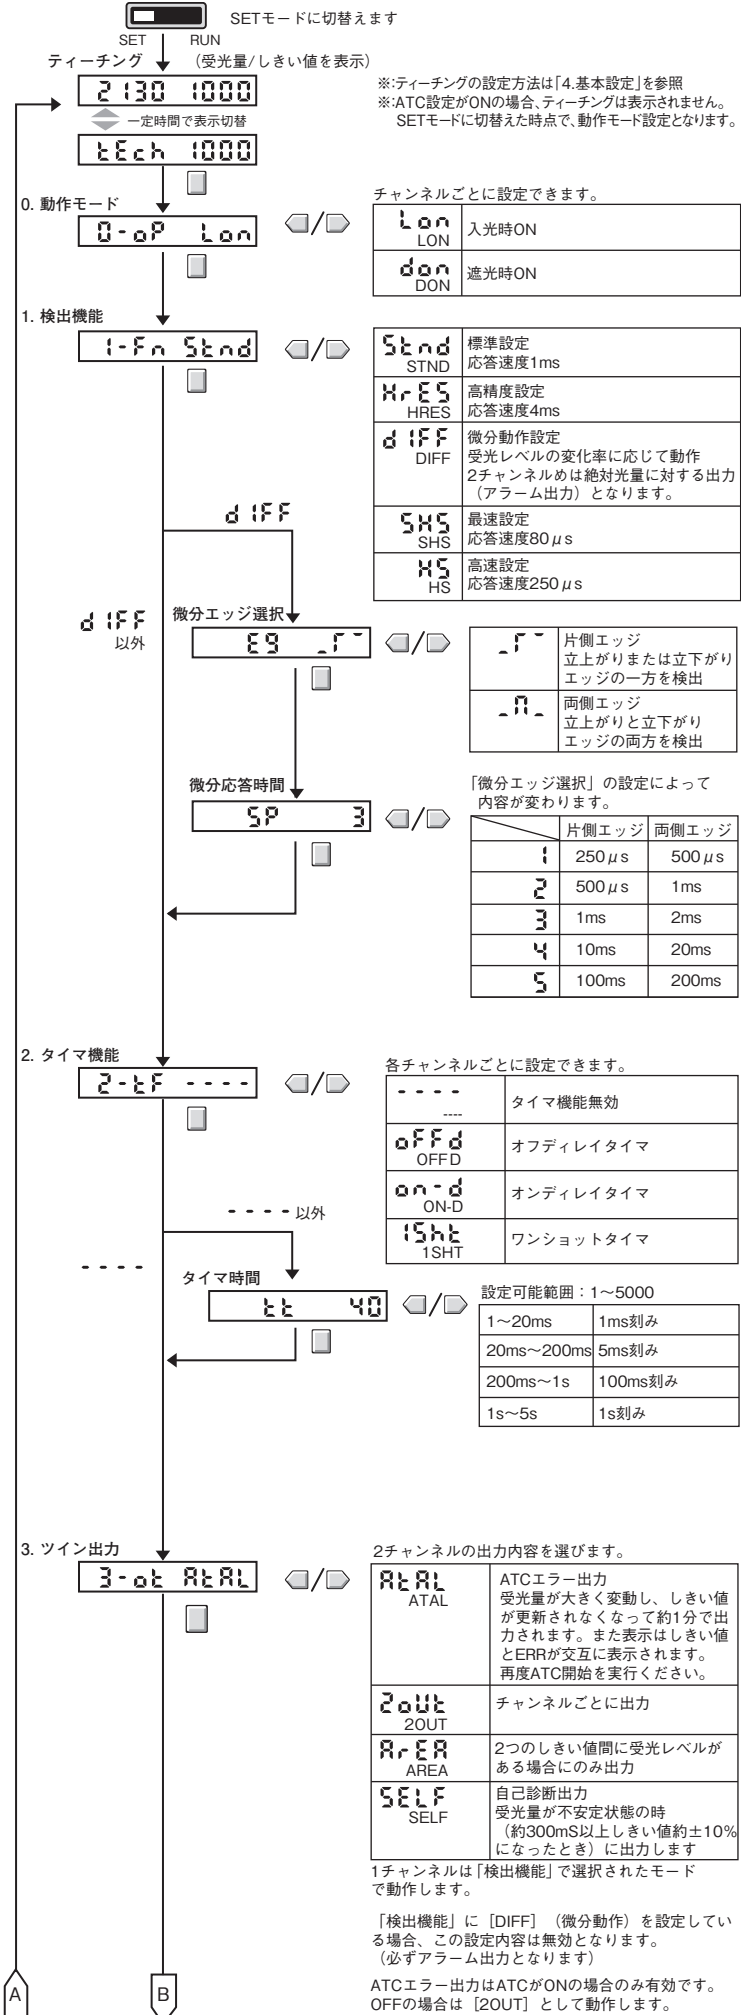 SETモードに切替えます
SET RUN
ティーチング (受光量/しきい値を表示)
2130 1000
※:ティーチングの設定方法は「4.基本設定」を参照
※:ATC設定がONの場合、ティーチングは表示されません。
SETモードに切替えた時点で、動作モード設定となります。
一定時間で表示切替
tEch 1000
0. 動作モード
0-oP Lon
/
チャンネルごとに設定できます。
Lon
LON
入光時ON
don
DON
遮光時ON
1. 検出機能
1-Fn Stnd
/
Stnd
STND
標準設定
応答速度1ms
HrES
HRES
高精度設定
応答速度4ms
dIFF
DIFF
微分動作設定
受光レベルの変化率に応じて動作
2チャンネルめは絶対光量に対する出力
（アラーム出力）となります。
SHS
SHS
最速設定
応答速度80μs
HS
HS
高速設定
応答速度250μs
dIFF
dIFF
以外
微分エッジ選択
Eg
/
片側エッジ
立上がりまたは立下がり
エッジの一方を検出
両側エッジ
立上がりと立下がり
エッジの両方を検出
微分応答時間
SP 3
/
「微分エッジ選択」の設定によって
内容が変わります。
片側エッジ 両側エッジ
1 250μs 500μs
2 500μs 1ms
3 1ms 2ms
4 10ms 20ms
5 100ms 200ms
2. タイマ機能
2-tF ----
/
各チャンネルごとに設定できます。
----
----
タイマ機能無効
oFFd
OFFD
オフディレイタイマ
on-d
ON-D
オンディレイタイマ
1Sht
1SHT
ワンショットタイマ
----以外
----
タイマ時間
tt 40
/
設定可能範囲：1～5000
1～20ms 1ms刻み
20ms～200ms 5ms刻み
200ms～1s 100ms刻み
1s～5s 1s刻み
3. ツイン出力
3-ot AtAL
/
2チャンネルの出力内容を選びます。
AtAL
ATAL
ATCエラー出力
受光量が大きく変動し、しきい値
が更新されなくなって約1分で出
力されます。また表示はしきい値
とERRが交互に表示されます。
再度ATC開始を実行ください。
2oUt
2OUT
チャンネルごとに出力
ArEA
AREA
2つのしきい値間に受光レベルが
ある場合にのみ出力
SELF
SELF
自己診断出力
受光量が不安定状態の時
（約300mS以上しきい値約±10%
になったとき）に出力します
1チャンネルは「検出機能」で選択されたモード
で動作します。
「検出機能」に［DIFF］（微分動作）を設定してい
る場合、この設定内容は無効となります。
（必ずアラーム出力となります）
ATCエラー出力はATCがONの場合のみ有効です。
OFFの場合は［2OUT］として動作します。
A
B